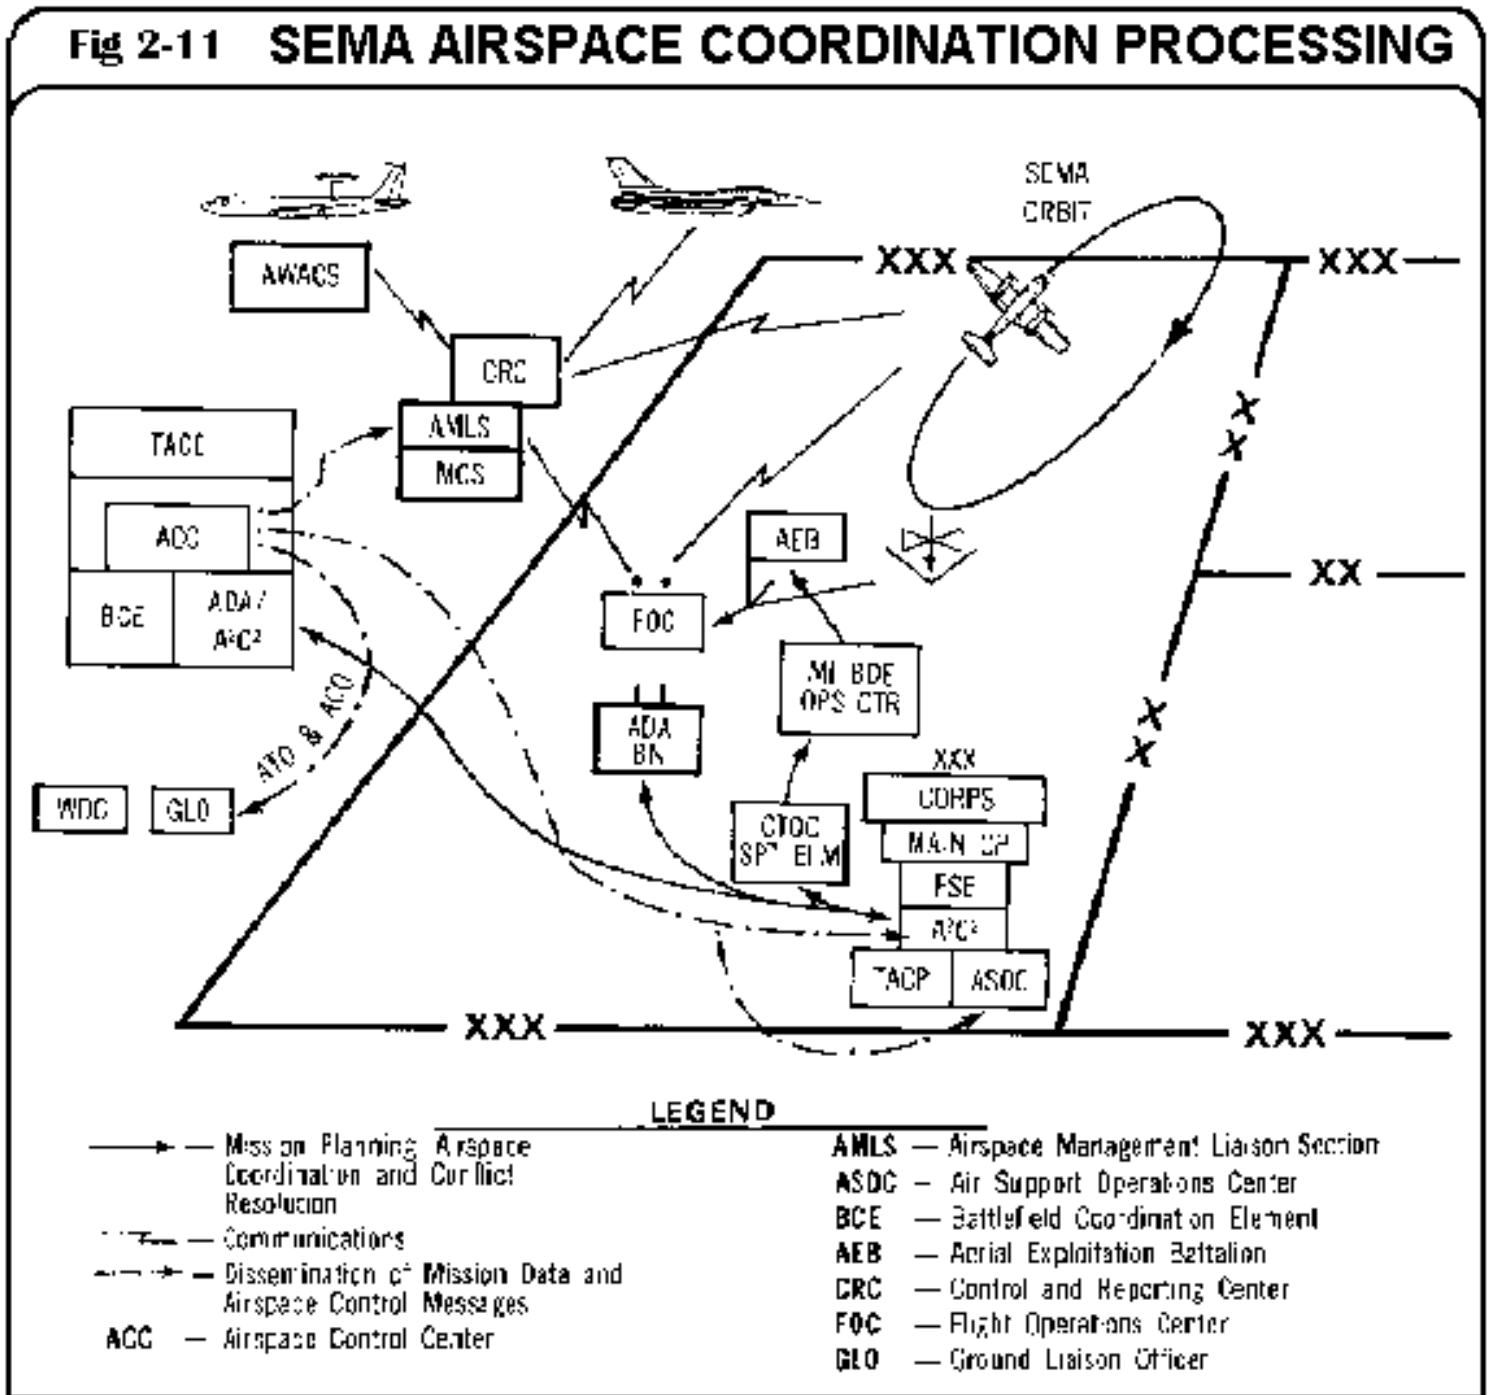 Fig 2-11 SEMA AIRSPACE COORDINATION PROCESSING
SEMA
ORBIT
AWACS
XXX
XXX
CRC
AMLS
MCS
TACC
ACC
BCE
ADA/
A²C²
X
X
XX
AEB
FOC
MI BDE
OPS CTR
ATO & ACO
ADA
BN
X
X
WOC
GLO
XXX
CORPS
CTOC
SPT ELM
MAIN CP
FSE
A²C²
TACP
ASOC
XXX
XXX
LEGEND
— Mission Planning Airspace
Coordination and Conflict
Resolution
— Communications
— Dissemination of Mission Data and
Airspace Control Messages
ACC — Airspace Control Center
AMLS — Airspace Management Liaison Section
ASOC — Air Support Operations Center
BCE — Battlefield Coordination Element
AEB — Aerial Exploitation Battalion
CRC — Control and Reporting Center
FOC — Flight Operations Center
GLO — Ground Liaison Officer